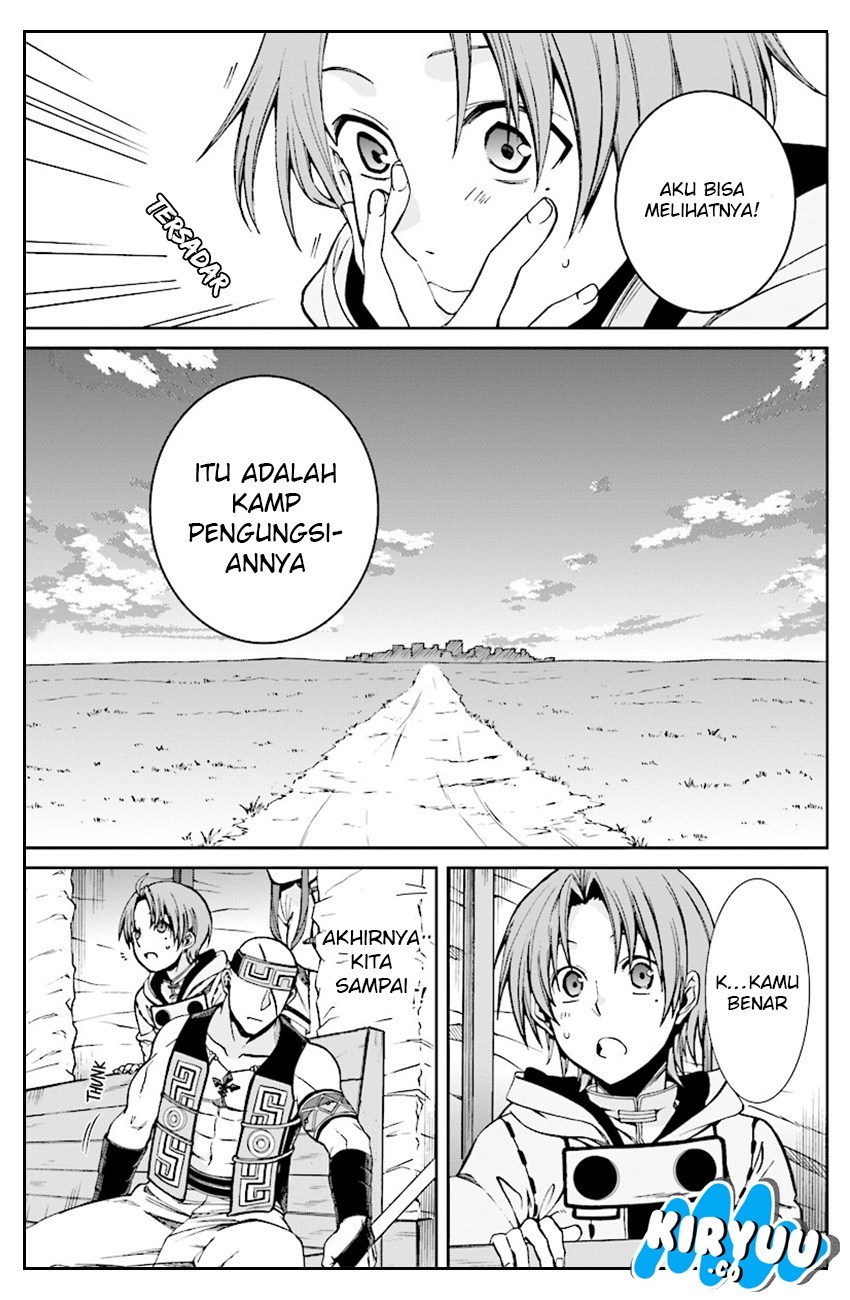 AKU BISA
MELIHATNYA!
TERSADAR
ITU ADALAH
KAMP
PENGUNGSI-
ANNYA
AKHIRNYA
KITA
SAMPAI
THUNK
K...KAMU
BENAR
KIRYUU
.CO